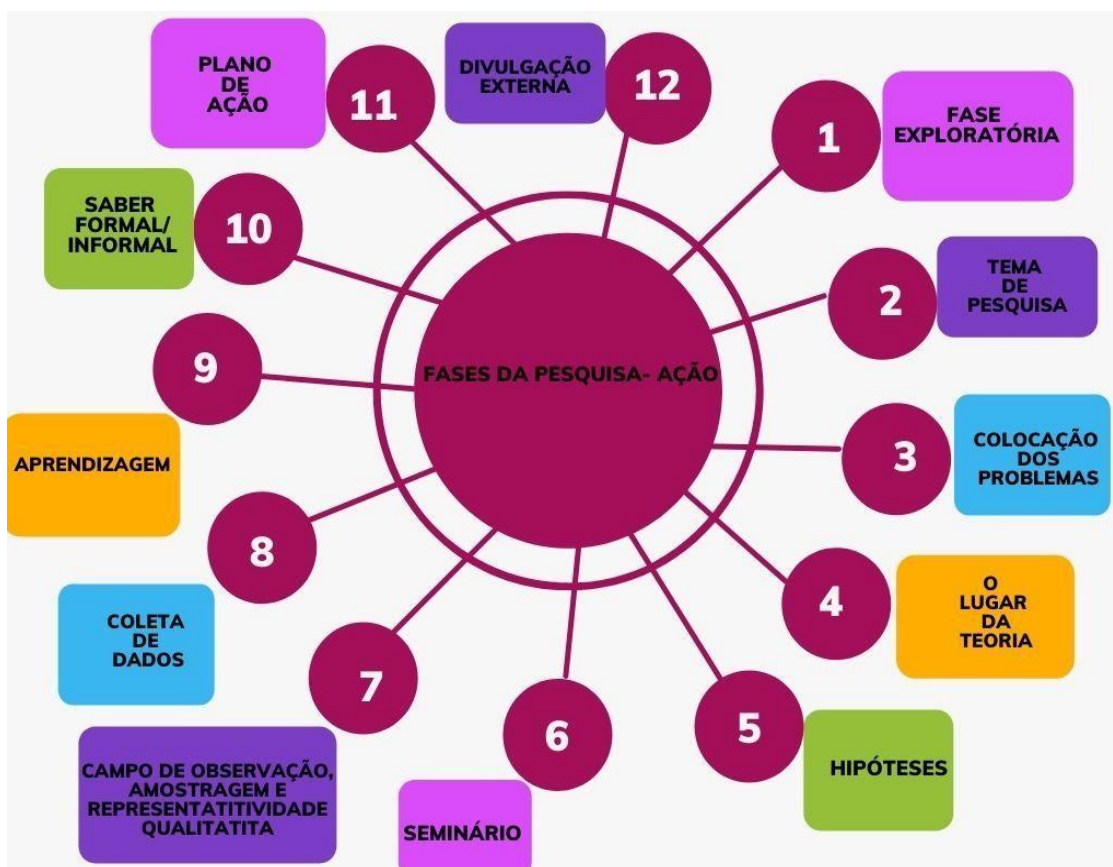 FASES DA PESQUISA- AÇÃO
1
FASE
EXPLORATÓRIA
2
TEMA
DE
PESQUISA
3
COLOCAÇÃO
DOS
PROBLEMAS
4
O
LUGAR
DA
TEORIA
5
HIPÓTESES
6
SEMINÁRIO
7
CAMPO DE OBSERVAÇÃO,
AMOSTRAGEM E
REPRESENTATITIVIDADE
QUALITATITA
8
COLETA
DE
DADOS
9
APRENDIZAGEM
10
SABER
FORMAL/
INFORMAL
11
PLANO
DE
AÇÃO
12
DIVULGAÇÃO
EXTERNA